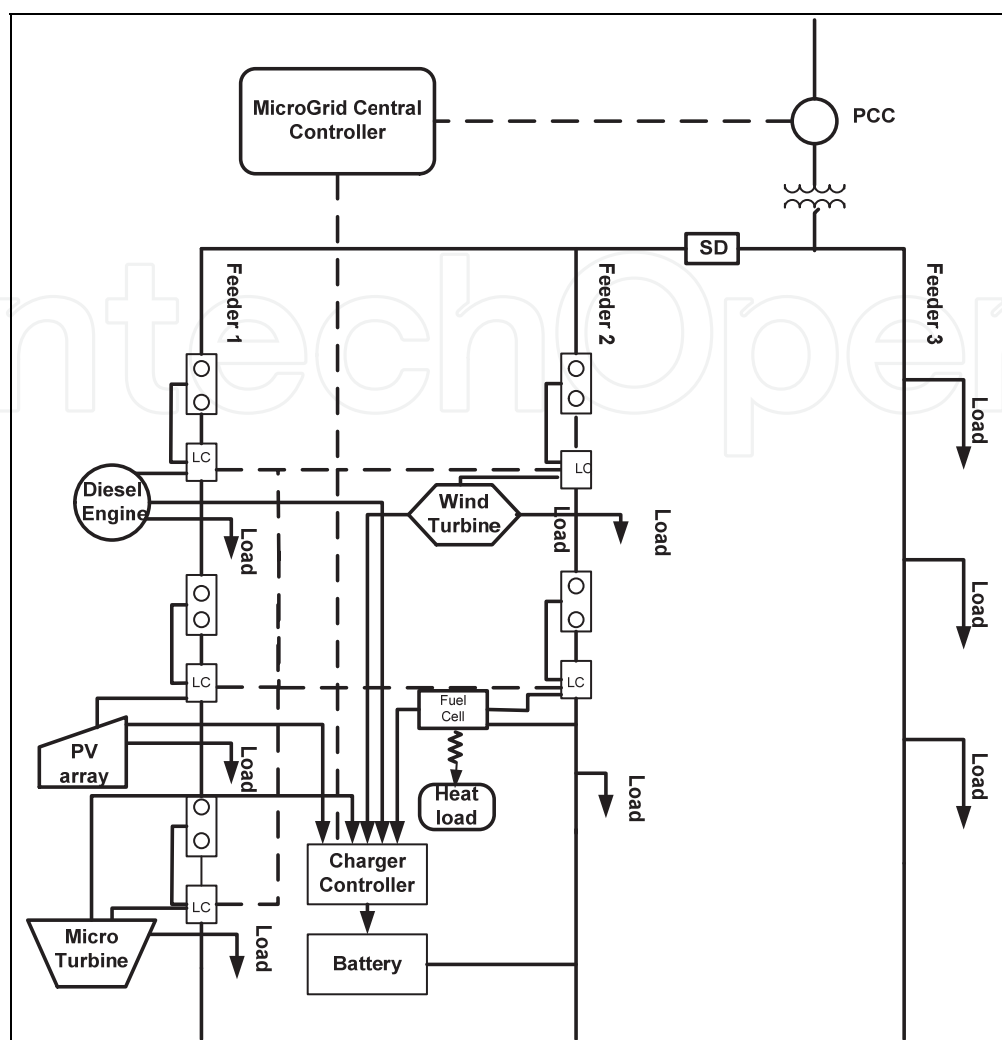 MicroGrid Central
Controller
PCC
SD
Feeder 1
Feeder 2
Feeder 3
Load
LC
LC
Diesel
Engine
Wind
Turbine
Load
Load
Load
Load
LC
LC
Fuel
Cell
PV
array
Load
Heat
load
Load
Load
Charger
Controller
LC
Micro
Turbine
Load
Battery
ntechOpen